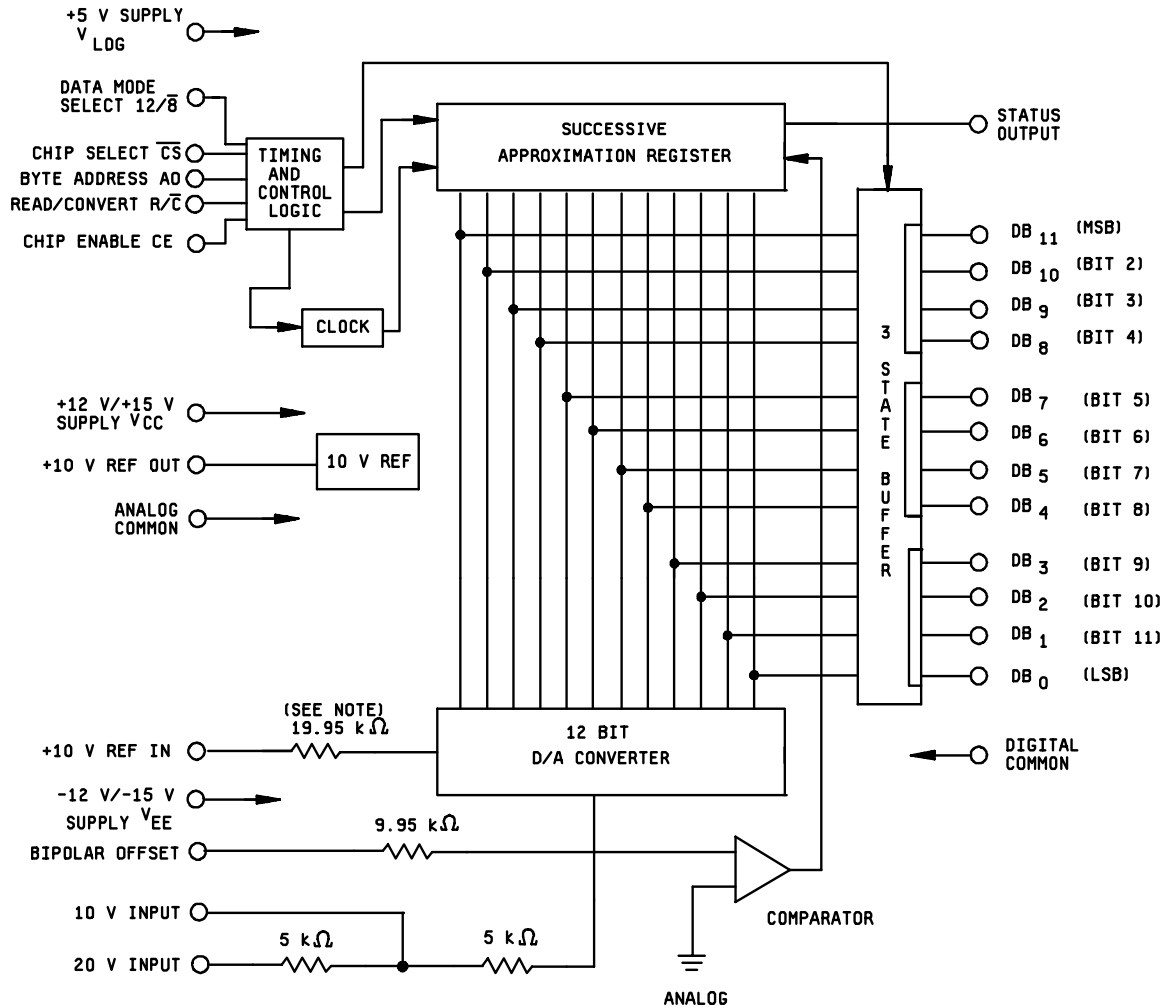 +5 V SUPPLY
V LOG
DATA MODE
SELECT 12/8̅
CHIP SELECT C̅S̅
BYTE ADDRESS AO
READ/CONVERT R/C̅
CHIP ENABLE CE
TIMING
AND
CONTROL
LOGIC
CLOCK
SUCCESSIVE
APPROXIMATION REGISTER
STATUS
OUTPUT
+12 V/+15 V
SUPPLY VCC
+10 V REF OUT
10 V REF
ANALOG
COMMON
3 STATE BUFFER
DB 11 (MSB)
DB 10 (BIT 2)
DB 9 (BIT 3)
DB 8 (BIT 4)
DB 7 (BIT 5)
DB 6 (BIT 6)
DB 5 (BIT 7)
DB 4 (BIT 8)
DB 3 (BIT 9)
DB 2 (BIT 10)
DB 1 (BIT 11)
DB 0 (LSB)
(SEE NOTE)
19.95 kΩ
+10 V REF IN
12 BIT
D/A CONVERTER
DIGITAL
COMMON
-12 V/-15 V
SUPPLY VEE
9.95 kΩ
BIPOLAR OFFSET
10 V INPUT
COMPARATOR
5 kΩ
5 kΩ
20 V INPUT
ANALOG